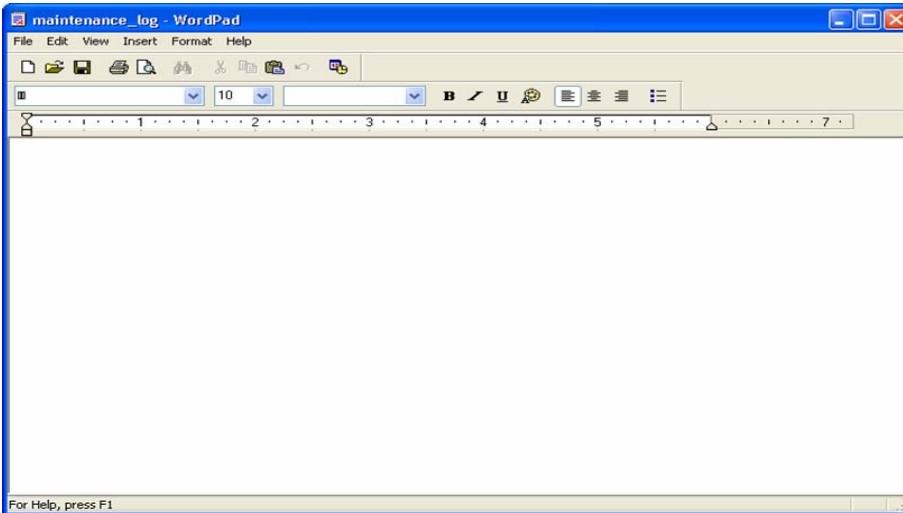 maintenance_log - WordPad
File Edit View Insert Format Help
10
B I U
1 2 3 4 5 7
For Help, press F1